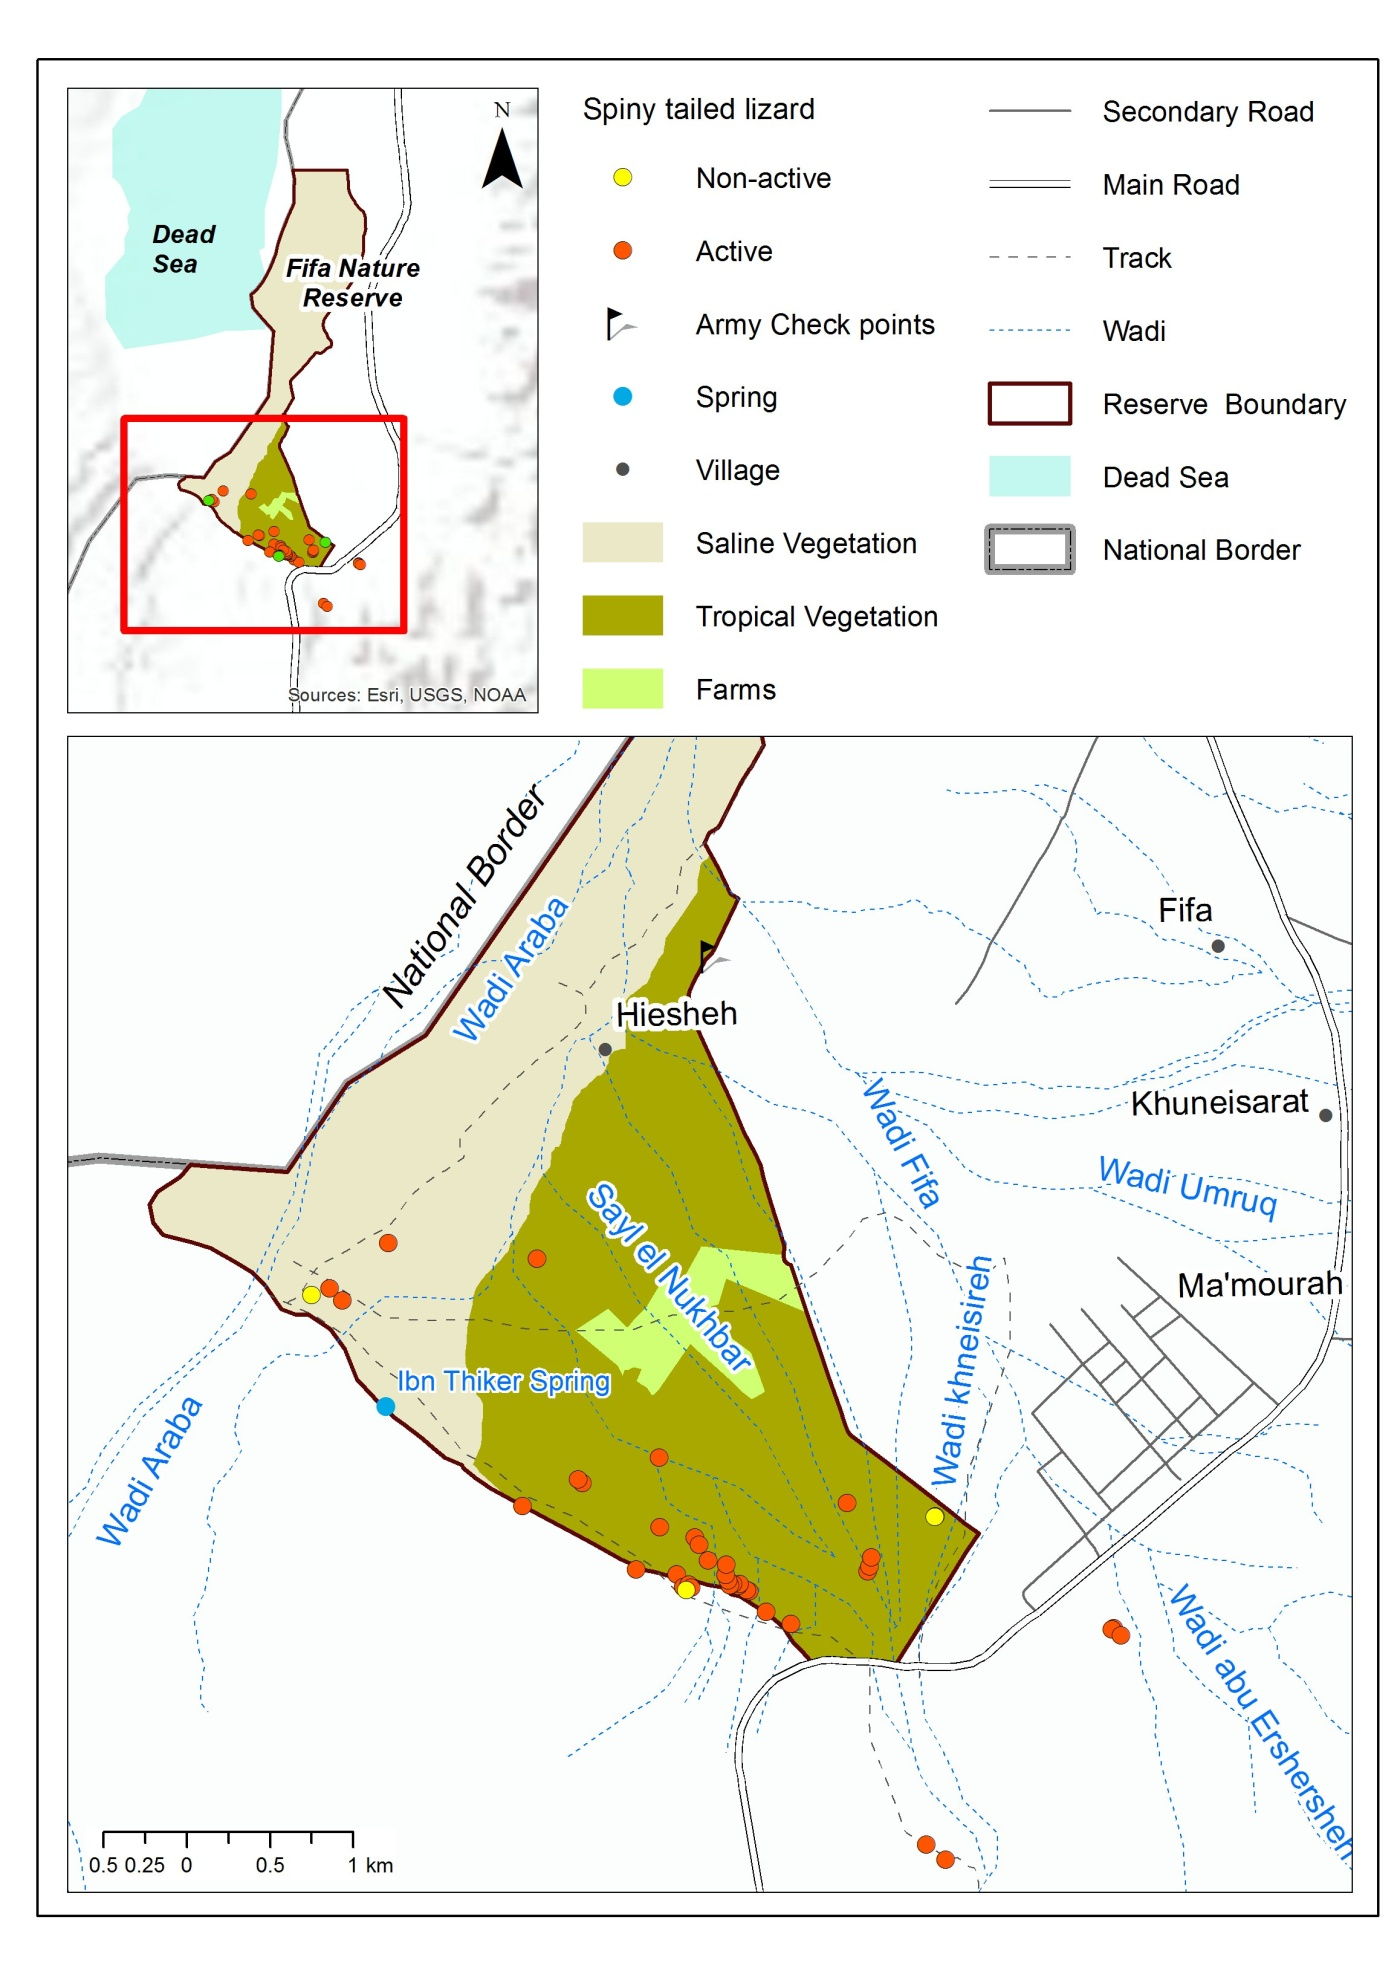 N
Dead
Sea
Fifa Nature
Reserve
Sources: Esri, USGS, NOAA
Spiny tailed lizard
Non-active
Active
Army Check points
Spring
Village
Saline Vegetation
Tropical Vegetation
Farms
Secondary Road
Main Road
Track
Wadi
Reserve Boundary
Dead Sea
National Border
National Border
Wadi Araba
Fifa
Hiesheh
Wadi Fifa
Khuneisarat
Wadi Umruq
Sayl el Nukhbar
Wadi khneisireh
Ma'mourah
Ibn Thiker Spring
Wadi Araba
Wadi abu Ershersheh
0.5 0.25 0 0.5 1 km